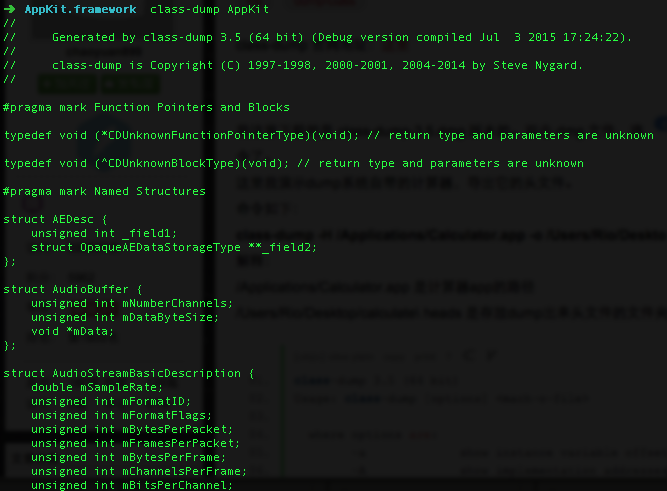 ➜ AppKit.framework class-dump AppKit
//
//     Generated by class-dump 3.5 (64 bit) (Debug version compiled Jul  3 2015 17:24:22).
//
//     class-dump is Copyright (C) 1997-1998, 2000-2001, 2004-2014 by Steve Nygard.
//
#pragma mark Function Pointers and Blocks
typedef void (*CDUnknownFunctionPointerType)(void); // return type and parameters are unknown
typedef void (^CDUnknownBlockType)(void); // return type and parameters are unknown
#pragma mark Named Structures
struct AEDesc {
    unsigned int _field1;
    struct OpaqueAEDataStorageType **_field2;
};
struct AudioBuffer {
    unsigned int mNumberChannels;
    unsigned int mDataByteSize;
    void *mData;
};
struct AudioStreamBasicDescription {
    double mSampleRate;
    unsigned int mFormatID;
    unsigned int mFormatFlags;
    unsigned int mBytesPerPacket;
    unsigned int mFramesPerPacket;
    unsigned int mBytesPerFrame;
    unsigned int mChannelsPerFrame;
    unsigned int mBitsPerChannel;